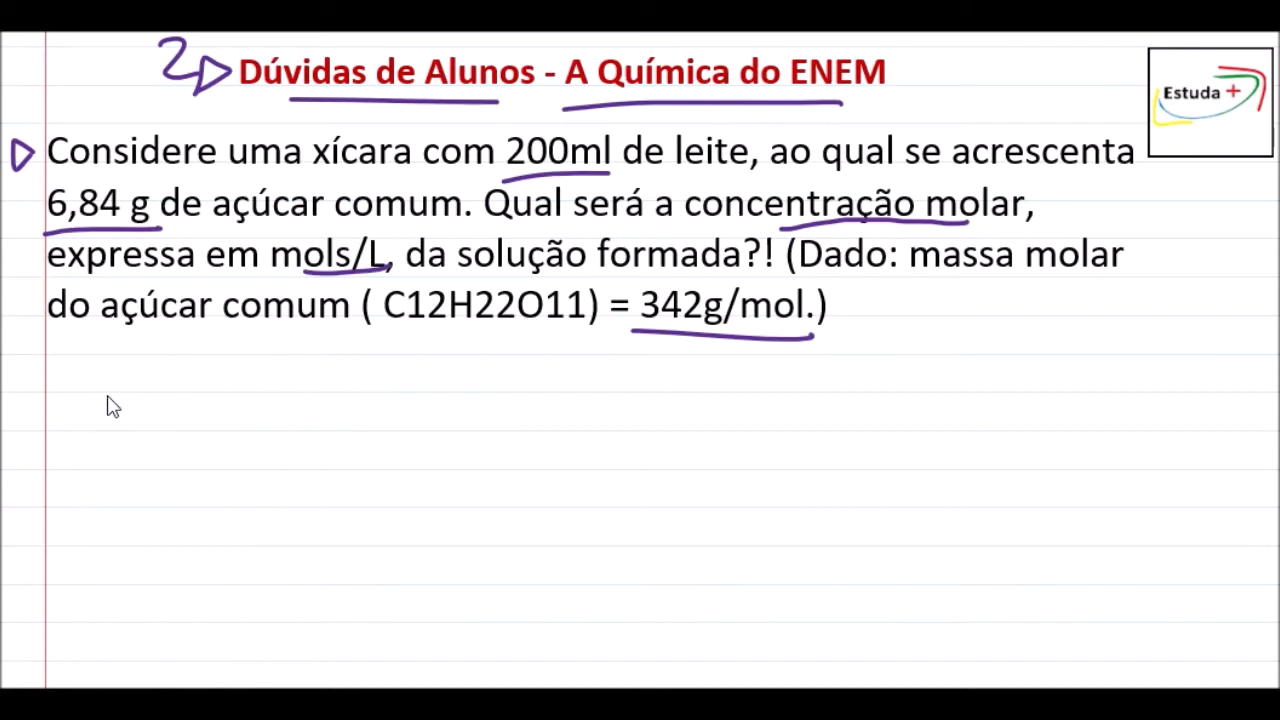 2 Dúvidas de Alunos - A Química do ENEM
Estuda +
Considere uma xícara com 200ml de leite, ao qual se acrescenta
6,84 g de açúcar comum. Qual será a concentração molar,
expressa em mols/L, da solução formada?! (Dado: massa molar
do açúcar comum ( C12H22O11) = 342g/mol.)